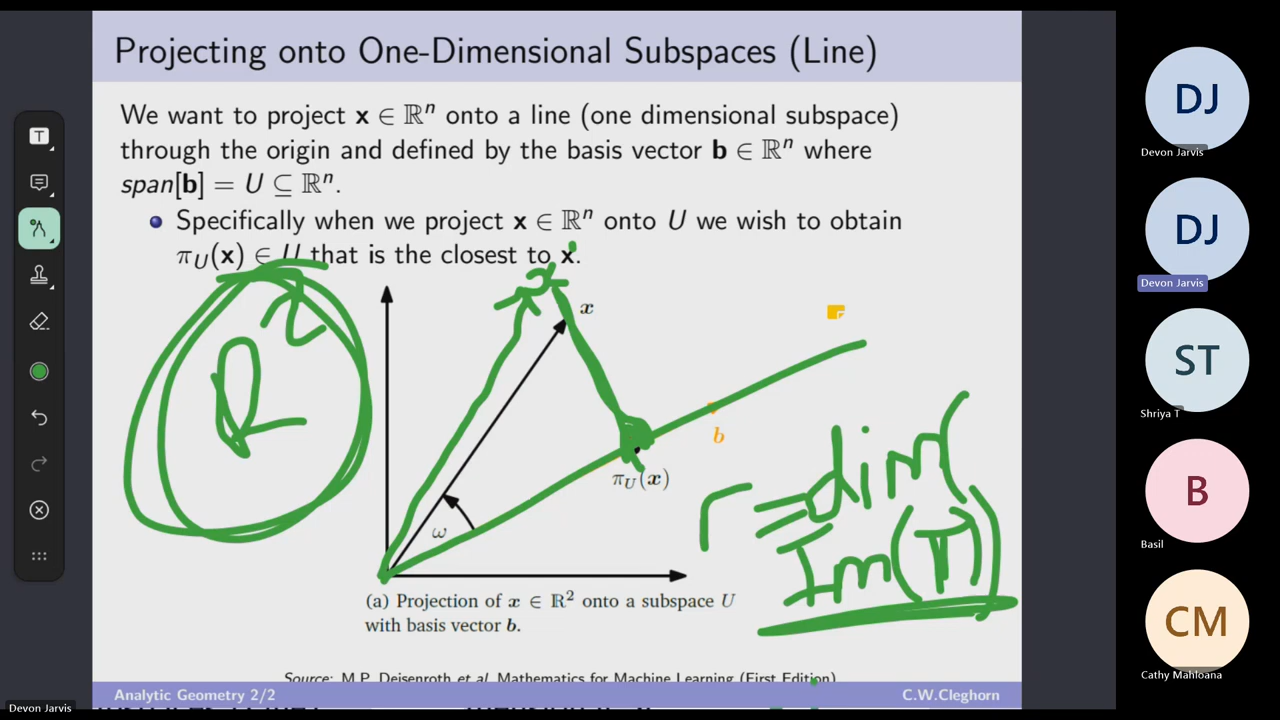 Projecting onto One-Dimensional Subspaces (Line)
We want to project x ∈ ℝⁿ onto a line (one dimensional subspace)
through the origin and defined by the basis vector b ∈ ℝⁿ where
span[b] = U ⊆ ℝⁿ.
Specifically when we project x ∈ ℝⁿ onto U we wish to obtain
π_U(x) ∈ U that is the closest to x.
x
b
π_U(x)
ω
R²
r = dim(
Im(T))
(a) Projection of x ∈ ℝ² onto a subspace U
with basis vector b.
Source: M.P. Deisenroth et al. Mathematics for Machine Learning (First Edition)
Analytic Geometry 2/2
C.W.Cleghorn
T
DJ
Devon Jarvis
DJ
Devon Jarvis
ST
Shriya T
B
Basil
CM
Cathy Mahloana
Devon Jarvis